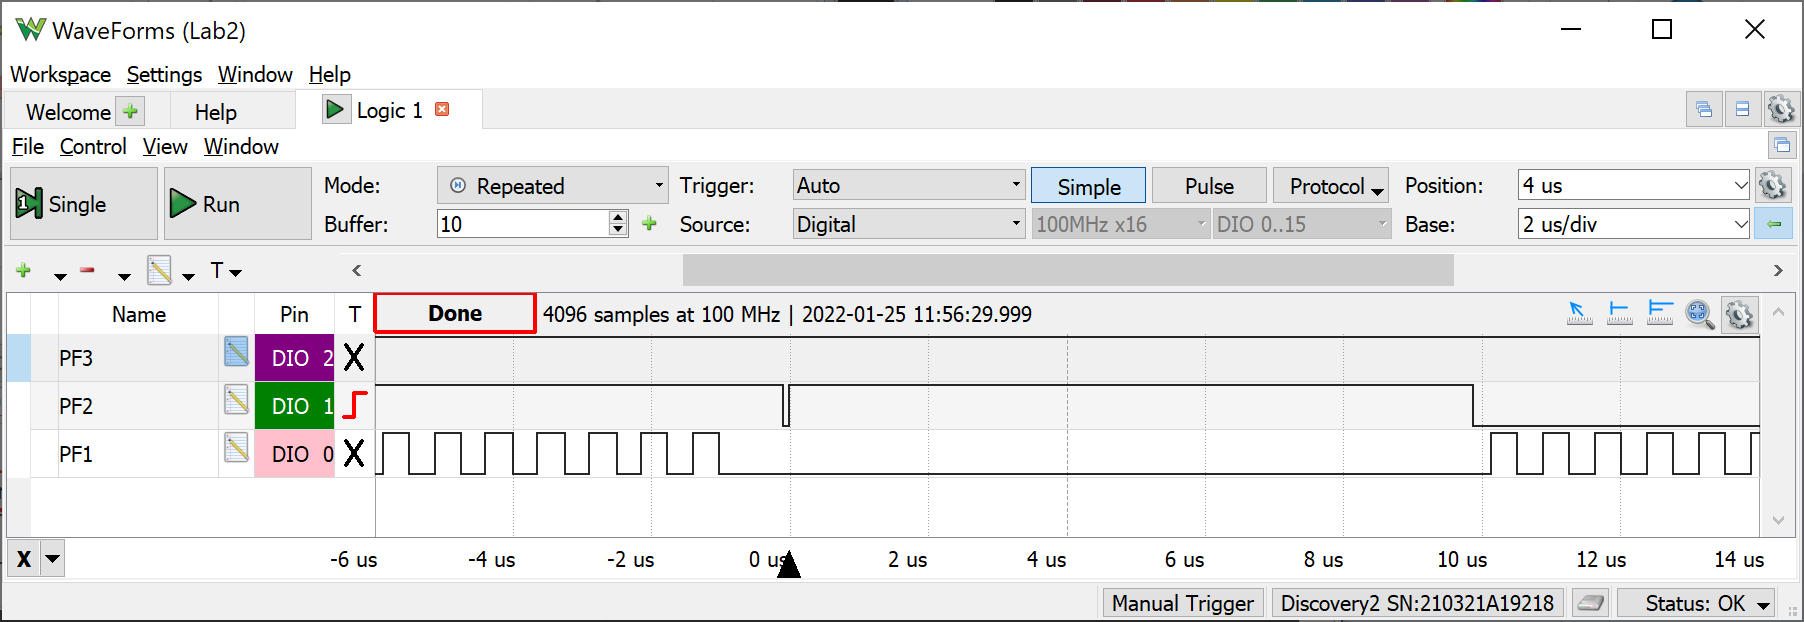 WaveForms (Lab2)
Workspace Settings Window Help
Welcome Help Logic 1
File Control View Window
Single Run Mode: Repeated Trigger: Auto Simple Pulse Protocol Position: 4 us
Buffer: 10 Source: Digital 100MHz x16 DIO 0..15 Base: 2 us/div
T
Name Pin T Done 4096 samples at 100 MHz | 2022-01-25 11:56:29.999
PF3 DIO 2 X
PF2 DIO 1
PF1 DIO 0 X
X -6 us -4 us -2 us 0 us 2 us 4 us 6 us 8 us 10 us 12 us 14 us
Manual Trigger Discovery2 SN:210321A19218 Status: OK